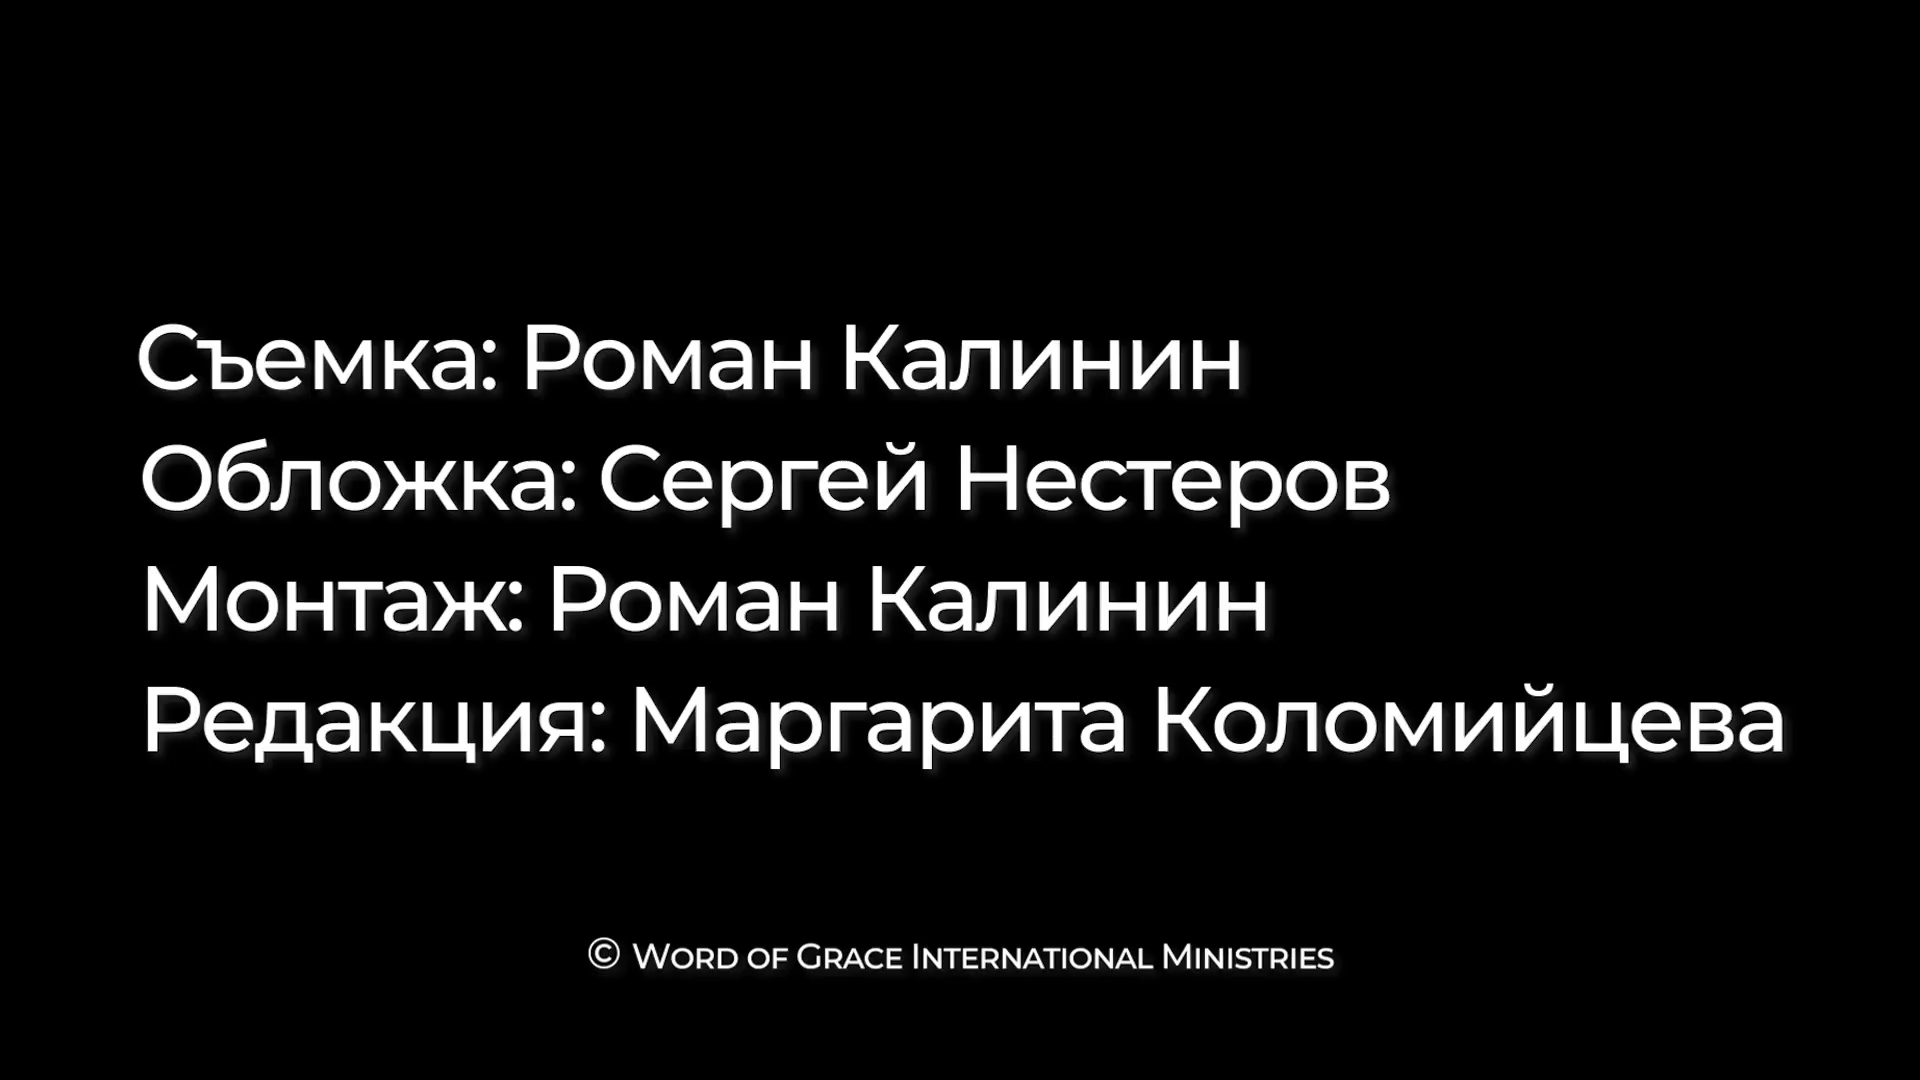 Съемка: Роман Калинин
Обложка: Сергей Нестеров
Монтаж: Роман Калинин
Редакция: Маргарита Коломийцева
© Word of Grace International Ministries